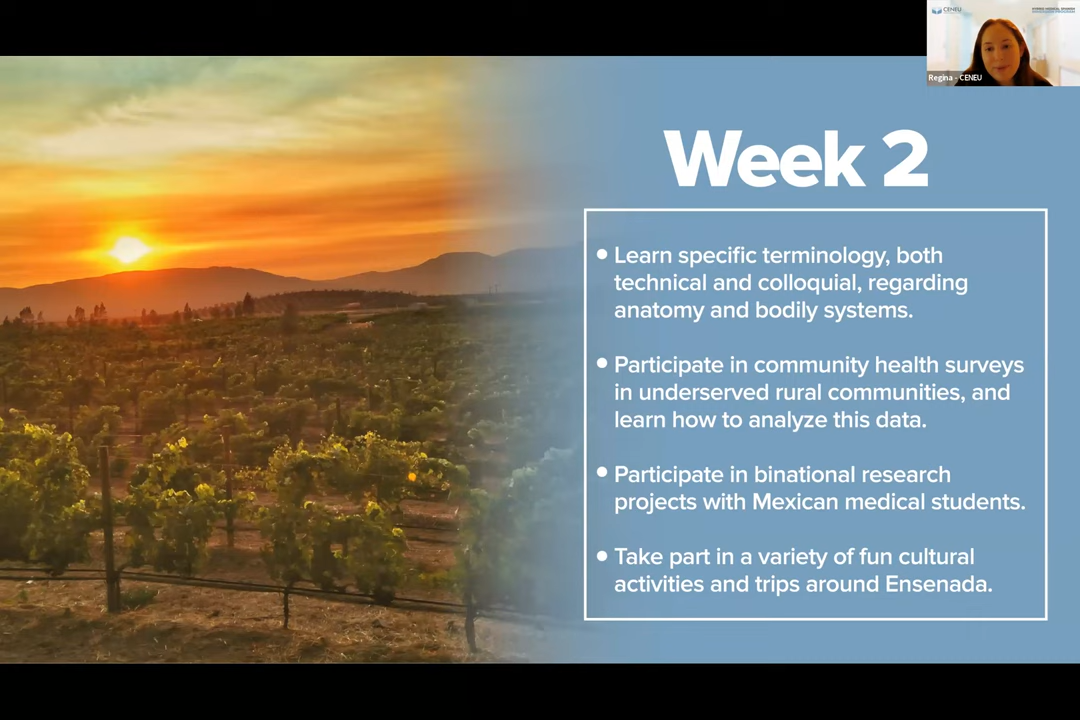 CENEU
Regina - CENEU
Week 2
Learn specific terminology, both
technical and colloquial, regarding
anatomy and bodily systems.
Participate in community health surveys
in underserved rural communities, and
learn how to analyze this data.
Participate in binational research
projects with Mexican medical students.
Take part in a variety of fun cultural
activities and trips around Ensenada.